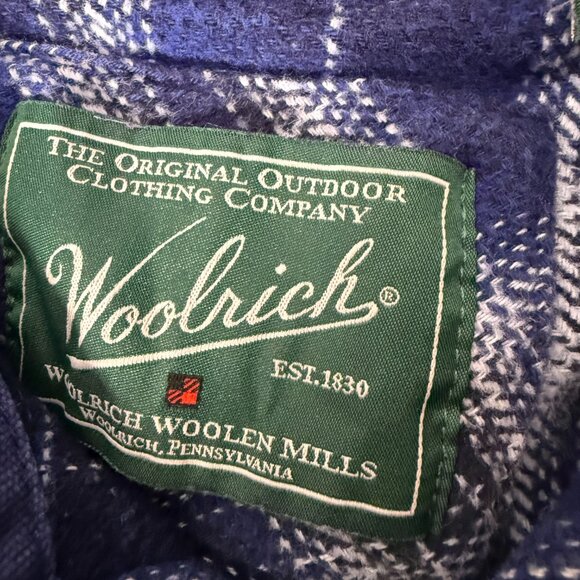 The Original Outdoor
Clothing Company
Woolrich®
EST.1830
Woolrich Woolen Mills
Woolrich, Pennsylvania